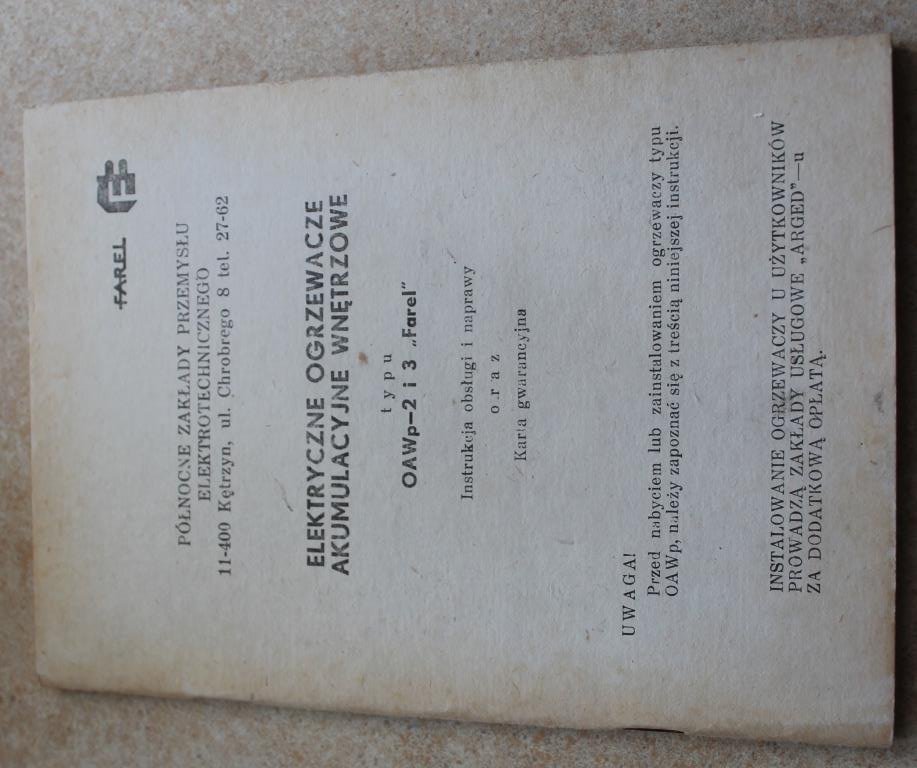 FAREL
PÓŁNOCNE ZAKŁADY PRZEMYSŁU
ELEKTROTECHNICZNEGO
11-400 Kętrzyn, ul. Chrobrego 8 tel. 27-62
ELEKTRYCZNE OGRZEWACZE
AKUMULACYJNE WNĘTRZOWE
typu
OAWp-2 i 3 „Farel"
Instrukcja obsługi i naprawy
oraz
Karta gwarancyjna
UWAGA!
Przed nabyciem lub zainstalowaniem ogrzewaczy typu
OAWp, należy zapoznać się z treścią niniejszej instrukcji.
INSTALOWANIE OGRZEWACZY U UŻYTKOWNIKÓW
PROWADZĄ ZAKŁADY USŁUGOWE „ARGED"—u
ZA DODATKOWĄ OPŁATĄ.